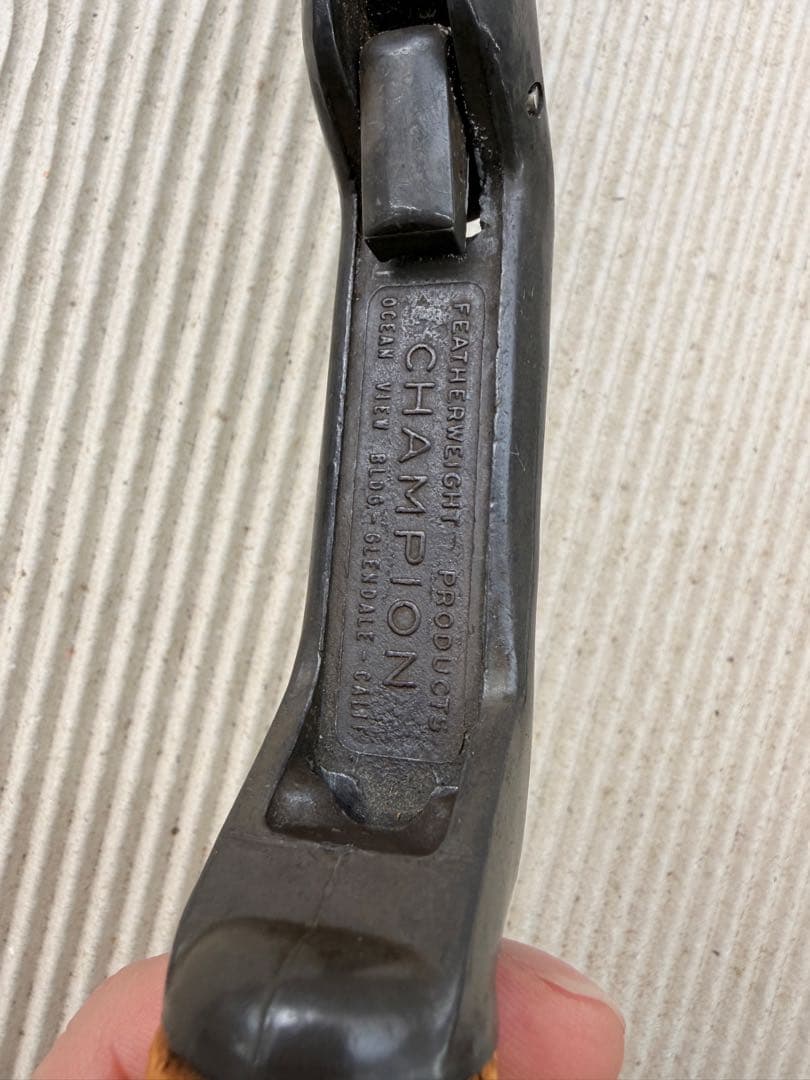 FEATHERWEIGHT PRODUCTS
CHAMPION
OCEAN VIEW BLDG-GLENDALE-CALIF